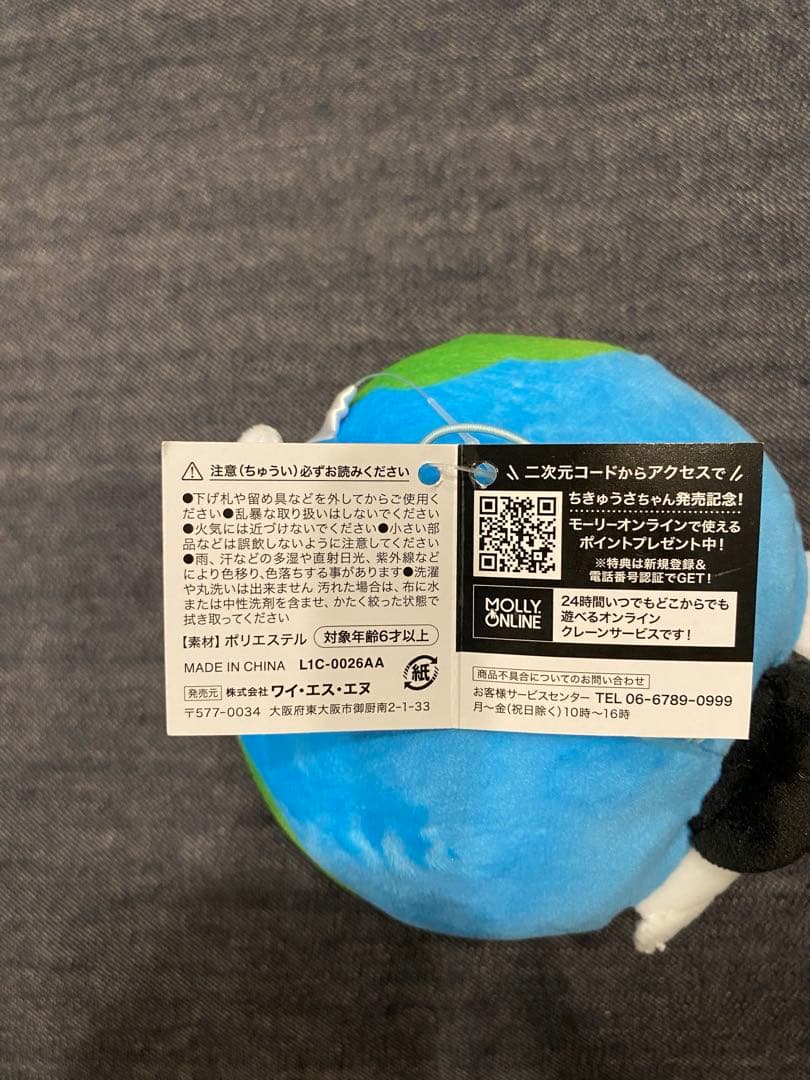 ⚠ 注意(ちゅうい)必ずお読みください
●下げ札や留め具などを外してからご使用く
ださい●乱暴な取り扱いはしないでください
●火気には近づけないでください●小さい部
品などは誤飲しないように注意してください
●雨、汗などの多湿や直射日光、紫外線など
により色移り、色落ちする事があります●洗濯
や丸洗いは出来ません 汚れた場合は、布に水
または中性洗剤を含ませ、かたく絞った状態で
拭き取ってください
【素材】ポリエステル 対象年齢6才以上
MADE IN CHINA L1C-0026AA
紙
発売元 株式会社 ワイ・エス・エヌ
〒577-0034 大阪府東大阪市御厨南2-1-33
二次元コードからアクセスで
ちきゅうさちゃん発売記念!
モーリーオンラインで使える
ポイントプレゼント中!
※特典は新規登録&
電話番号認証でGET!
MOLLY
ONLINE
24時間いつでもどこからでも
遊べるオンライン
クレーンサービスです!
商品不具合についてのお問い合わせ
お客様サービスセンター TEL 06-6789-0999
月~金(祝日除く)10時~16時